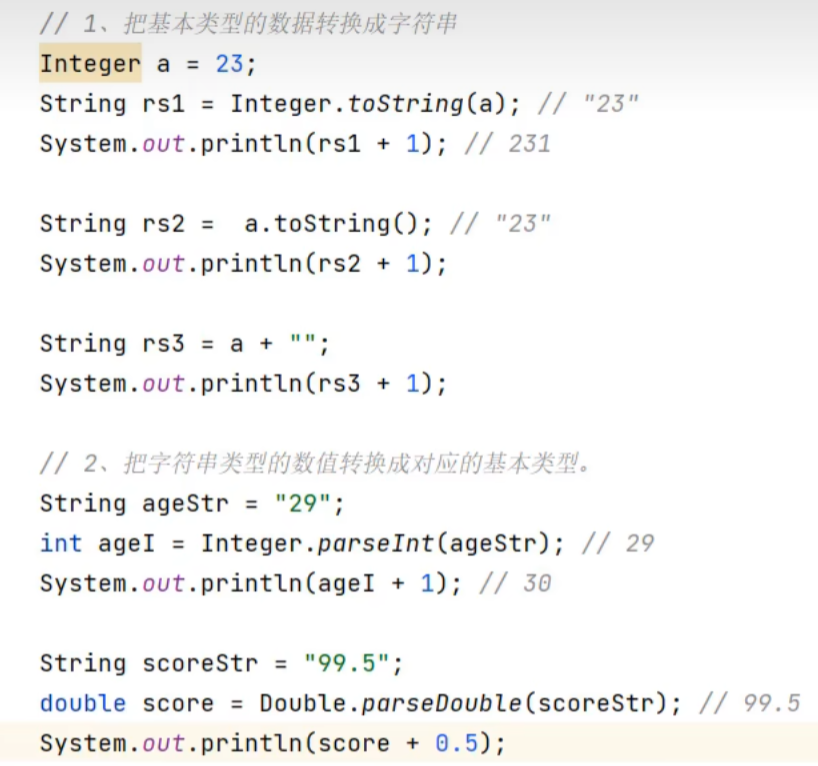 // 1、把基本类型的数据转换成字符串
Integer a = 23;
String rs1 = Integer.toString(a); // "23"
System.out.println(rs1 + 1); // 231
String rs2 =  a.toString(); // "23"
System.out.println(rs2 + 1);
String rs3 = a + "";
System.out.println(rs3 + 1);
// 2、把字符串类型的数值转换成对应的基本类型。
String ageStr = "29";
int ageI = Integer.parseInt(ageStr); // 29
System.out.println(ageI + 1); // 30
String scoreStr = "99.5";
double score = Double.parseDouble(scoreStr); // 99.5
System.out.println(score + 0.5);